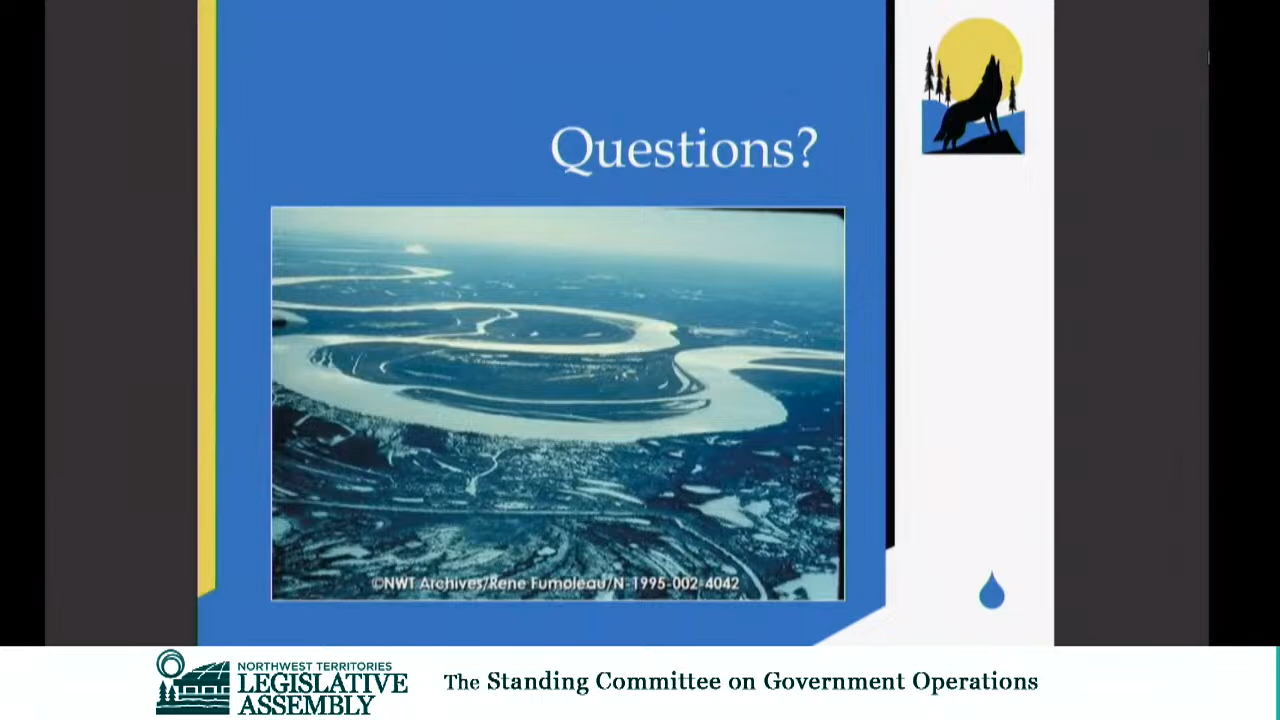 Questions?
©NWT Archives/Rene Fumoleau/N-1995-002-4042
NORTHWEST TERRITORIES
LEGISLATIVE
ASSEMBLY
The Standing Committee on Government Operations